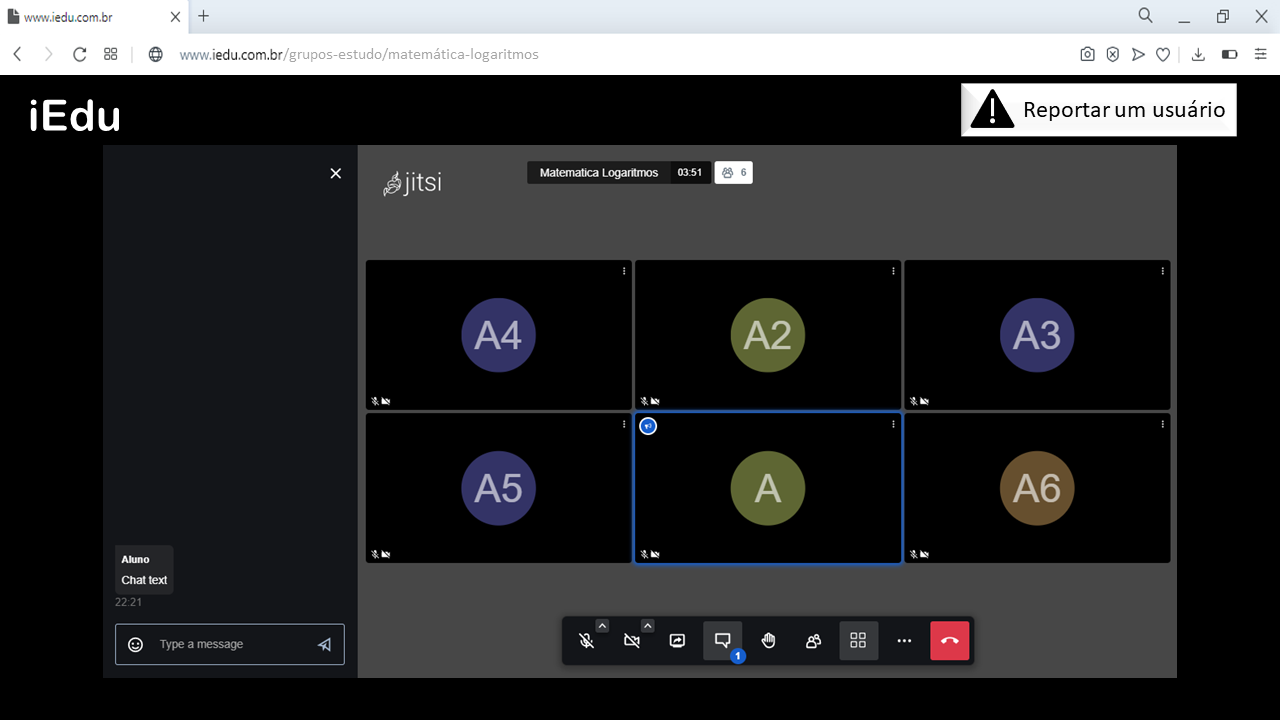 www.iedu.com.br
www.iedu.com.br/grupos-estudo/matemática-logaritmos
iEdu
Reportar um usuário
jitsi
Matematica Logaritmos 03:51 6
A4 A2 A3
A5 A A6
Aluno
Chat text
22:21
Type a message
1